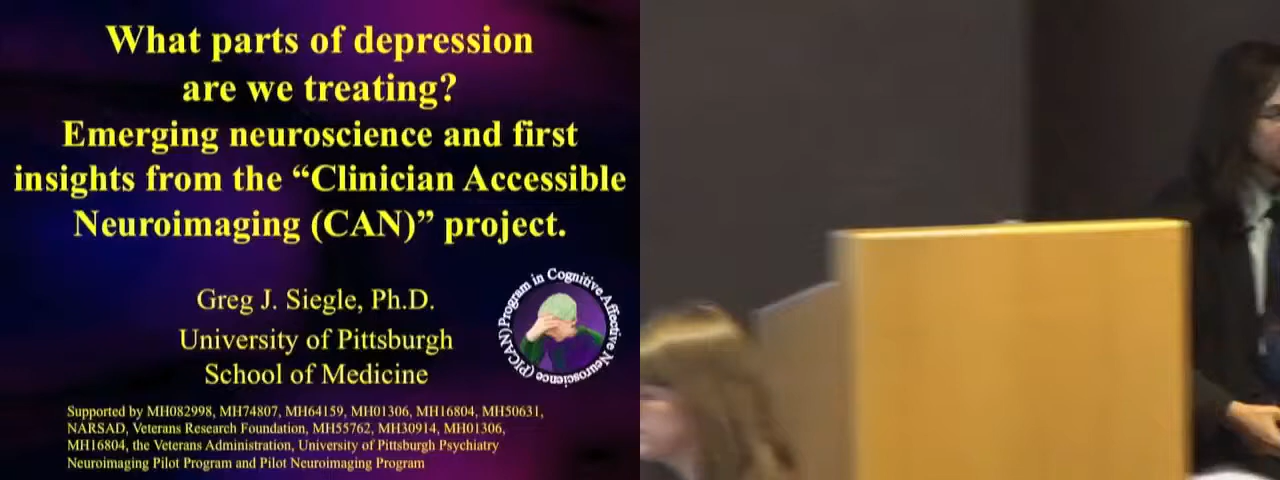 What parts of depression
are we treating?
Emerging neuroscience and first
insights from the “Clinician Accessible
Neuroimaging (CAN)” project.
Greg J. Siegle, Ph.D.
University of Pittsburgh
School of Medicine
Program in Cognitive Affective Neuroscience (PICAN)
Supported by MH082998, MH74807, MH64159, MH01306, MH16804, MH50631,
NARSAD, Veterans Research Foundation, MH55762, MH30914, MH01306,
MH16804, the Veterans Administration, University of Pittsburgh Psychiatry
Neuroimaging Pilot Program and Pilot Neuroimaging Program